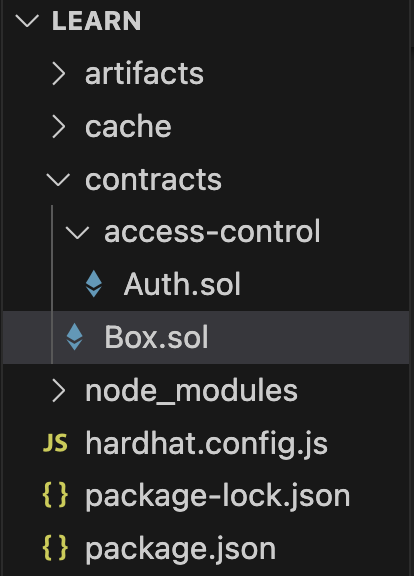 LEARN
artifacts
cache
contracts
access-control
Auth.sol
Box.sol
node_modules
JS hardhat.config.js
{} package-lock.json
{} package.json